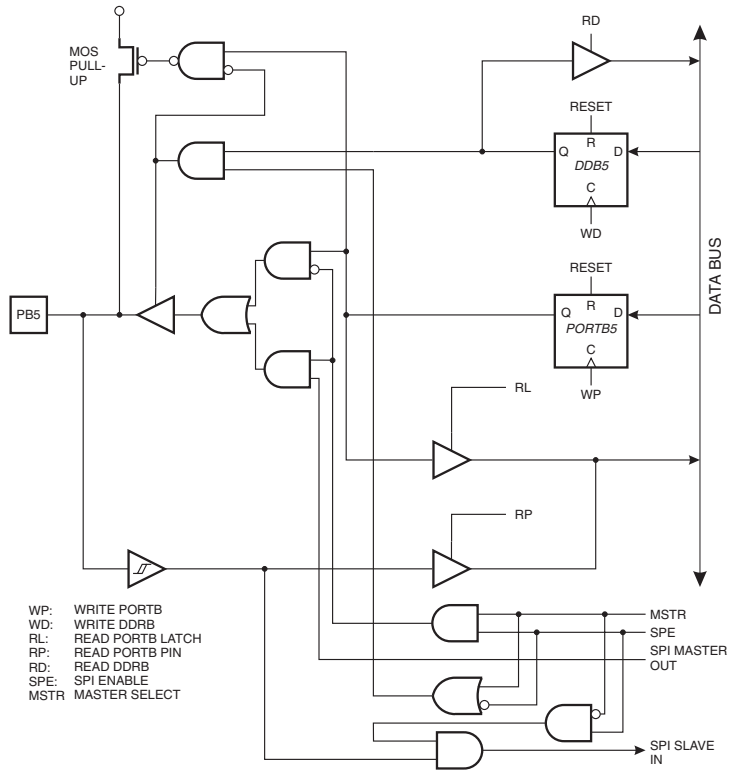 RD
MOS
PULL-
UP
RESET
R
Q
D
DDB5
C
WD
DATA BUS
RESET
R
Q
D
PORTB5
C
WP
PB5
RL
RP
WP: WRITE PORTB
WD: WRITE DDRB
RL: READ PORTB LATCH
RP: READ PORTB PIN
RD: READ DDRB
SPE: SPI ENABLE
MSTR MASTER SELECT
MSTR
SPE
SPI MASTER
OUT
SPI SLAVE
IN